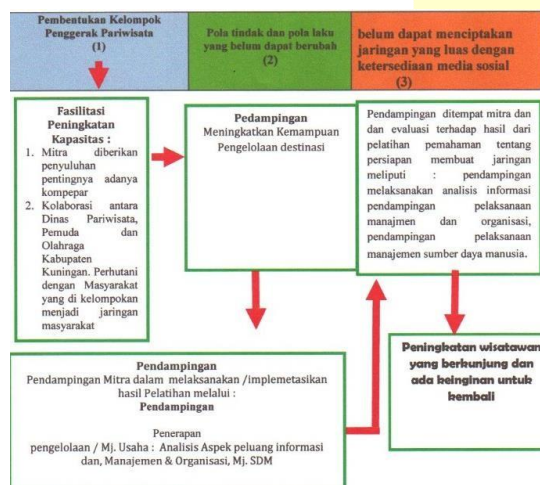 Pembentukan Kelompok
Penggerak Pariwisata
(1)
Pola tindak dan pola laku
yang belum dapat berubah
(2)
belum dapat menciptakan
jaringan yang luas dengan
ketersediaan media sosial
(3)
Fasilitasi
Peningkatan
Kapasitas :
1. Mitra diberikan
penyuluhan
pentingnya adanya
kompepar
2. Kolaborasi antara
Dinas Pariwisata,
Pemuda dan
Olahraga
Kabupaten
Kuningan. Perhutani
dengan Masyarakat
yang di kelompokan
menjadi jaringan
masyarakat
Pedampingan
Meningkatkan Kemampuan
Pengelolaan destinasi
Pendampingan ditempat mitra dan
dan evaluasi terhadap hasil dari
pelatihan pemahaman tentang
persiapan membuat jaringan
meliputi : pendampingan
melaksanakan analisis informasi
pendampingan pelaksanaan
manajmen dan organisasi,
pendampingan pelaksanaan
manajemen sumber daya manusia.
Pendampingan
Pendampingan Mitra dalam melaksanakan /implemetasikan
hasil Pelatihan melalui :
Pendampingan
Penerapan
pengelolaan / Mj. Usaha : Analisis Aspek peluang informasi
dan, Manajemen & Organisasi, Mj. SDM
Peningkatan wisatawan
yang berkunjung dan
ada keinginan untuk
kembali